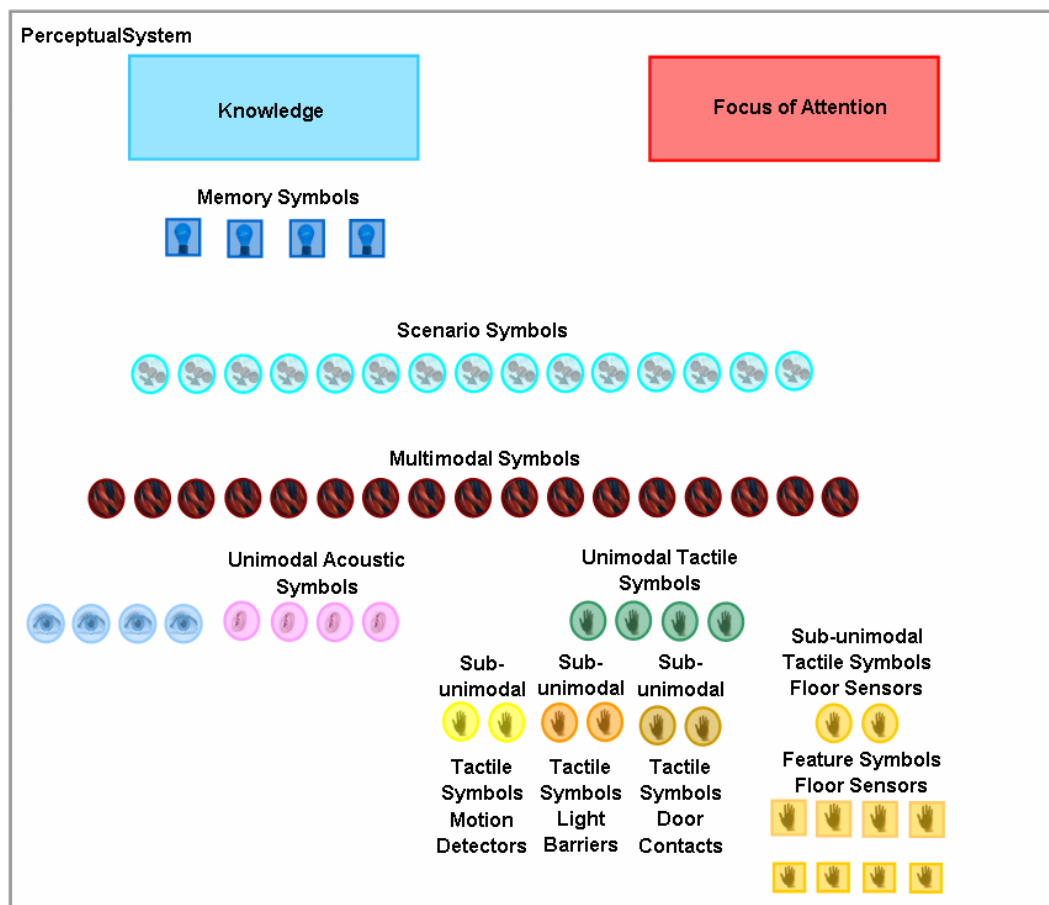 PerceptualSystem
Knowledge
Focus of Attention
Memory Symbols
Scenario Symbols
Multimodal Symbols
Unimodal Acoustic
Symbols
Unimodal Tactile
Symbols
Sub-
unimodal
Tactile
Symbols
Motion
Detectors
Sub-
unimodal
Tactile
Symbols
Light
Barriers
Sub-
unimodal
Tactile
Symbols
Door
Contacts
Sub-unimodal
Tactile Symbols
Floor Sensors
Feature Symbols
Floor Sensors